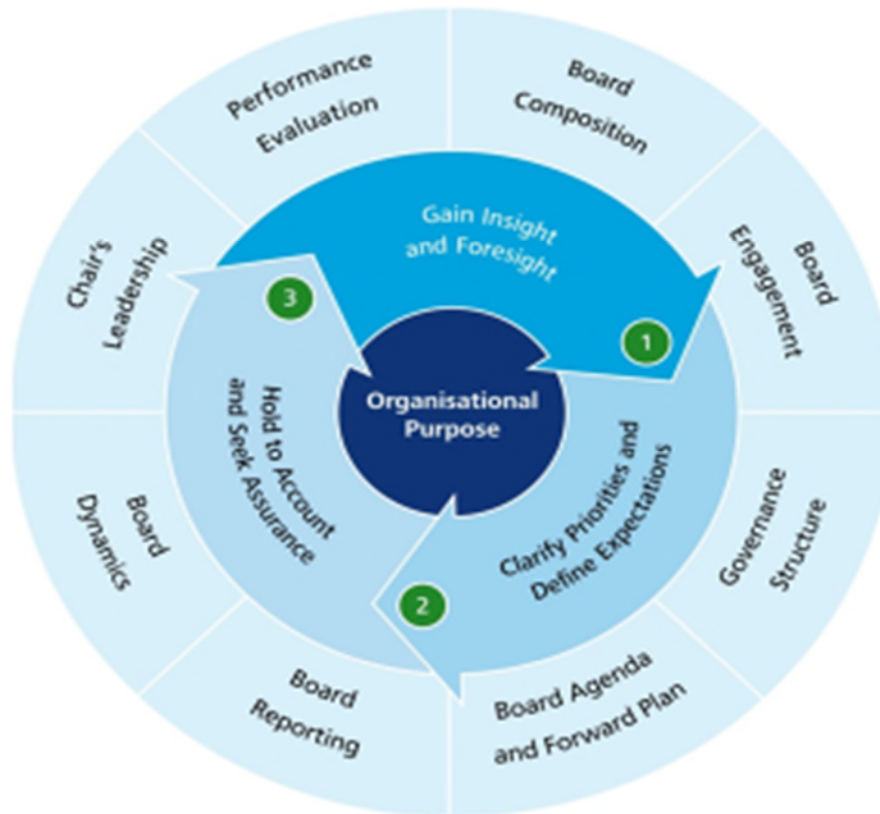 Performance
Evaluation
Board
Composition
Board
Engagement
Governance
Structure
Board Agenda
and Forward Plan
Board
Reporting
Board
Dynamics
Chair's
Leadership
Gain Insight
and Foresight
1
Clarify Priorities and
Define Expectations
2
Hold to Account
and Seek Assurance
3
Organisational
Purpose